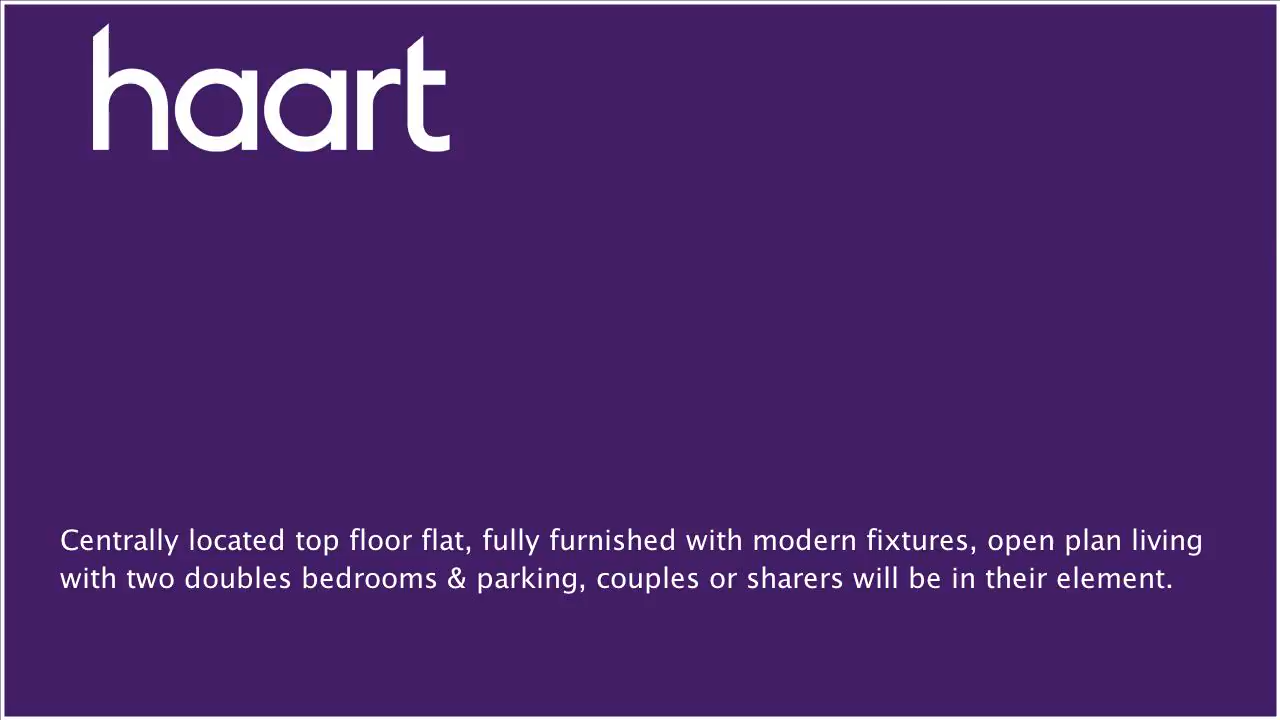 haart
Centrally located top floor flat, fully furnished with modern fixtures, open plan living
with two doubles bedrooms & parking, couples or sharers will be in their element.